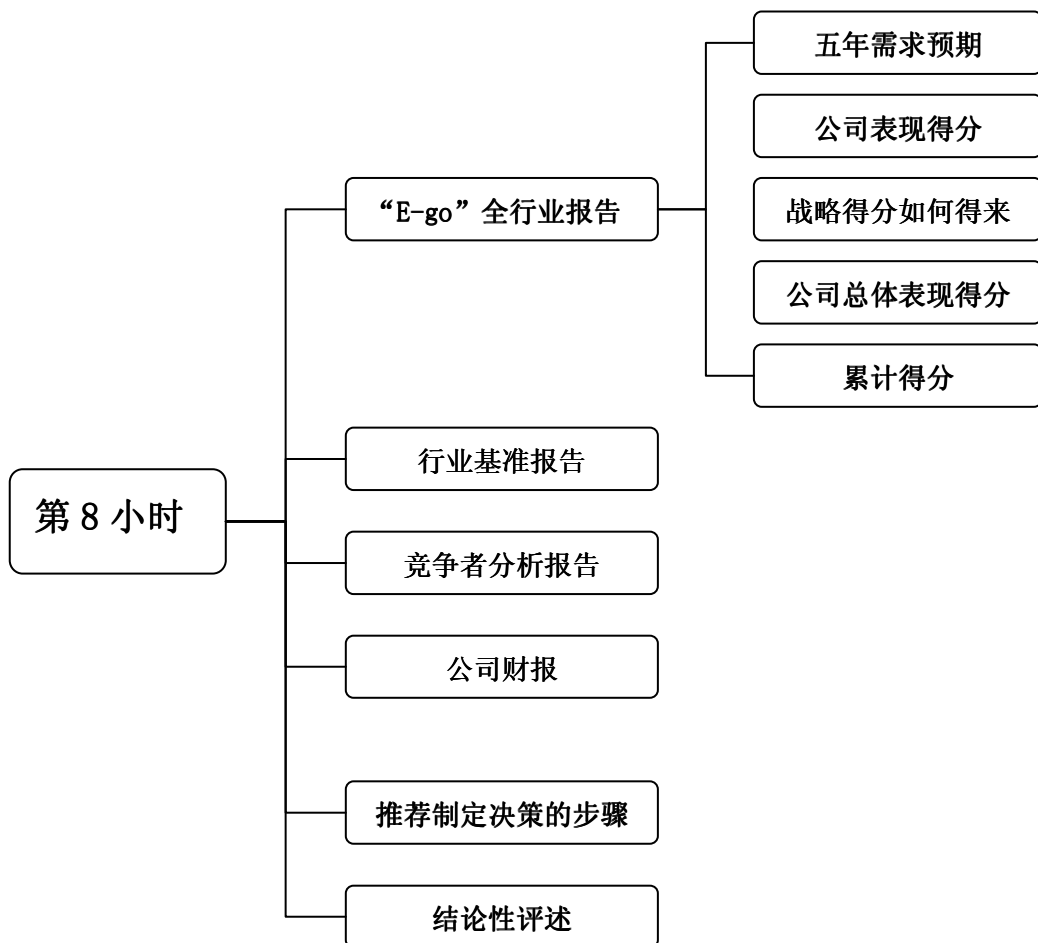 第 8 小时
“E-go”全行业报告
五年需求预期
公司表现得分
战略得分如何得来
公司总体表现得分
累计得分
行业基准报告
竞争者分析报告
公司财报
推荐制定决策的步骤
结论性评述